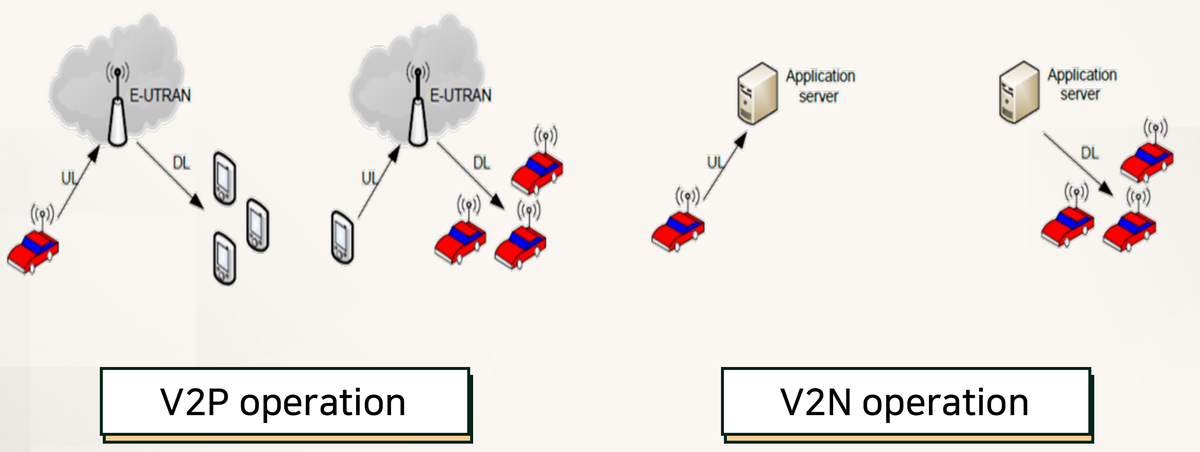 E-UTRAN
UL
DL
E-UTRAN
UL
DL
Application
server
UL
Application
server
DL
V2P operation
V2N operation